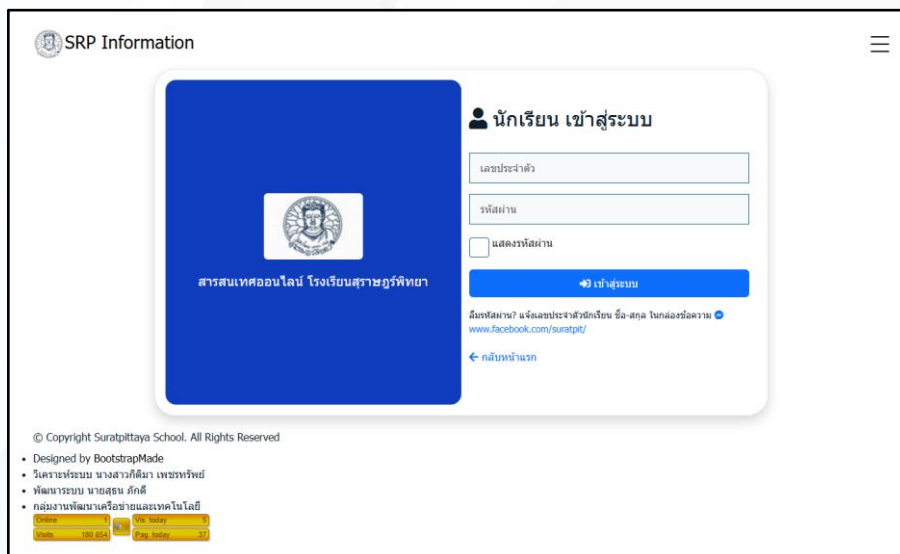 SRP Information
นักเรียน เข้าสู่ระบบ
เลขประจำตัว
รหัสผ่าน
แสดงรหัสผ่าน
เข้าสู่ระบบ
สารสนเทศออนไลน์ โรงเรียนสุราษฎร์พิทยา
ลืมรหัสผ่าน? แจ้งเลขประจำตัวนักเรียน ชื่อ-สกุล ในกล่องข้อความ
www.facebook.com/suratpit/
กลับหน้าแรก
© Copyright Suratpittaya School. All Rights Reserved
Designed by BootstrapMade
วิเคราะห์ระบบ นางสาวกิติมา เพชรทรัพย์
พัฒนาระบบ นายสุธน ภักดี
กลุ่มงานพัฒนาเครือข่ายและเทคโนโลยี
Online 1 Vis. today 5
Visits 180 654 Pag. today 37